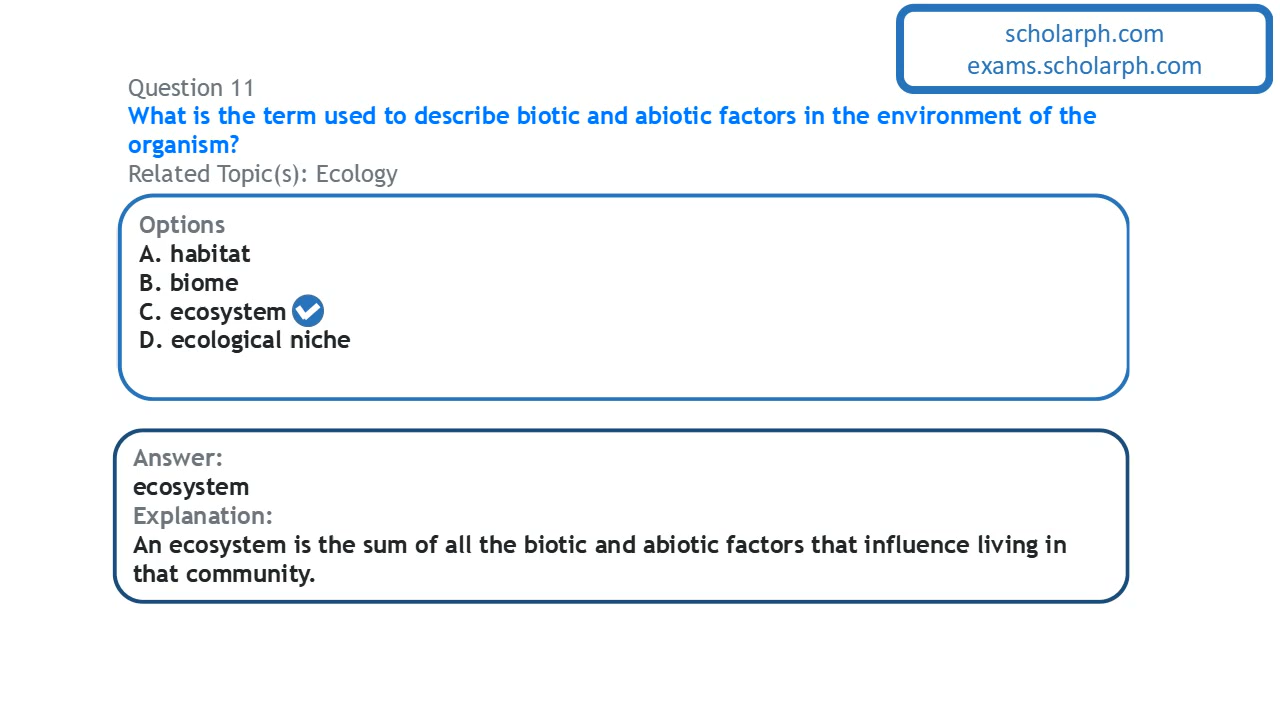 scholarph.com
exams.scholarph.com
Question 11
What is the term used to describe biotic and abiotic factors in the environment of the
organism?
Related Topic(s): Ecology
Options
A. habitat
B. biome
C. ecosystem
D. ecological niche
Answer:
ecosystem
Explanation:
An ecosystem is the sum of all the biotic and abiotic factors that influence living in
that community.